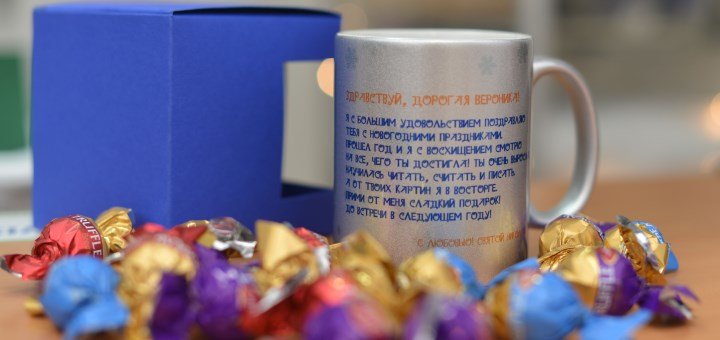 ЗДРАВСТВУЙ, ДОРОГАЯ ВЕРОНИКА!
Я С БОЛЬШИМ УДОВОЛЬСТВИЕМ ПОЗДРАВЛЯЮ
ТЕБЯ С НОВОГОДНИМИ ПРАЗДНИКАМИ.
ПРОШЕЛ ГОД И Я С ВОСХИЩЕНИЕМ СМОТРЮ
НА ВСЕ, ЧЕГО ТЫ ДОСТИГЛА! ТЫ ОЧЕНЬ ВЫРОСЛА
НАУЧИЛАСЬ ЧИТАТЬ, СЧИТАТЬ И ПИСАТЬ.
А ОТ ТВОИХ КАРТИН Я В ВОСТОРГЕ.
ПРИМИ ОТ МЕНЯ СЛАДКИЙ ПОДАРОК!
ДО ВСТРЕЧИ В СЛЕДУЮЩЕМ ГОДУ!
С ЛЮБОВЬЮ! СВЯТОЙ